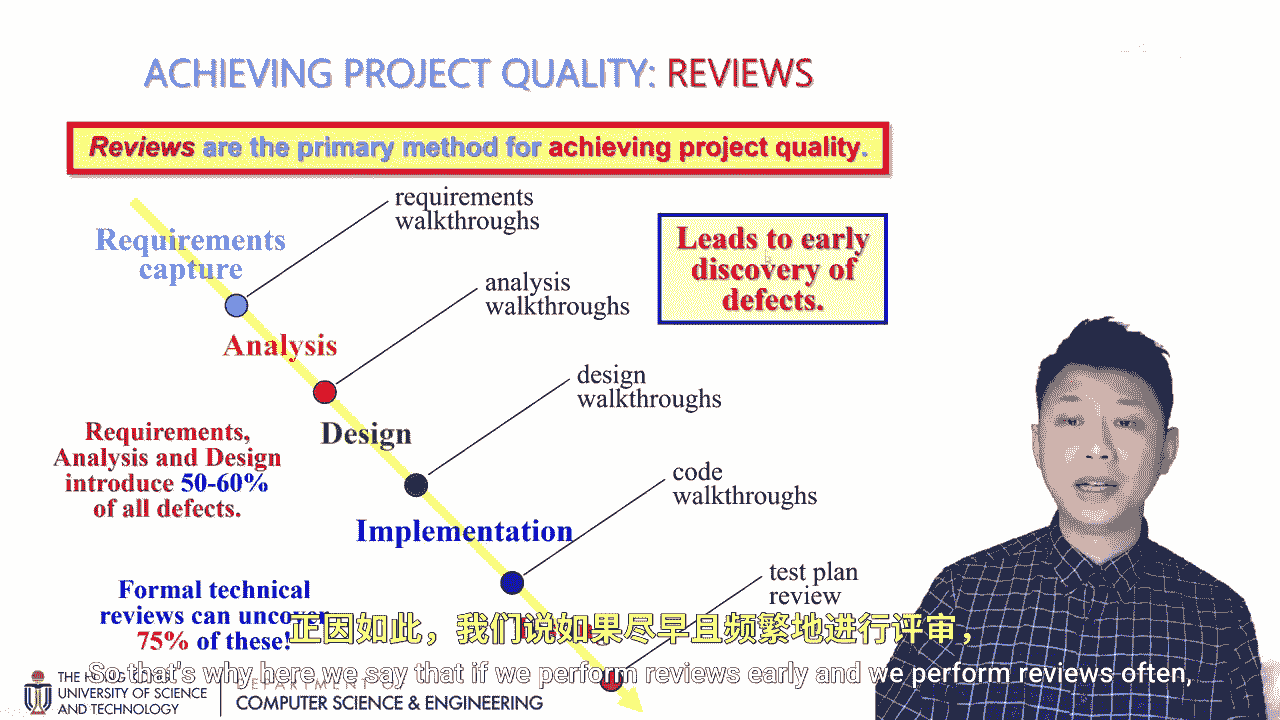 ACHIEVING PROJECT QUALITY: REVIEWS
Reviews are the primary method for achieving project quality.
requirements
walkthroughs
Requirements
capture
Leads to early
discovery of
defects.
analysis
walkthroughs
Analysis
design
walkthroughs
Design
Requirements,
Analysis and Design
introduce 50-60%
of all defects.
code
walkthroughs
Implementation
test plan
review
Formal technical
reviews can uncover
75% of these!
正因如此，我们说如果尽早且频繁地进行评审，
So that's why here we say that if we perform reviews early and we perform reviews often,
UNIVERSITY OF SCIENCE
AND TECHNOLOGY
COMPUTER SCIENCE & ENGINEERING